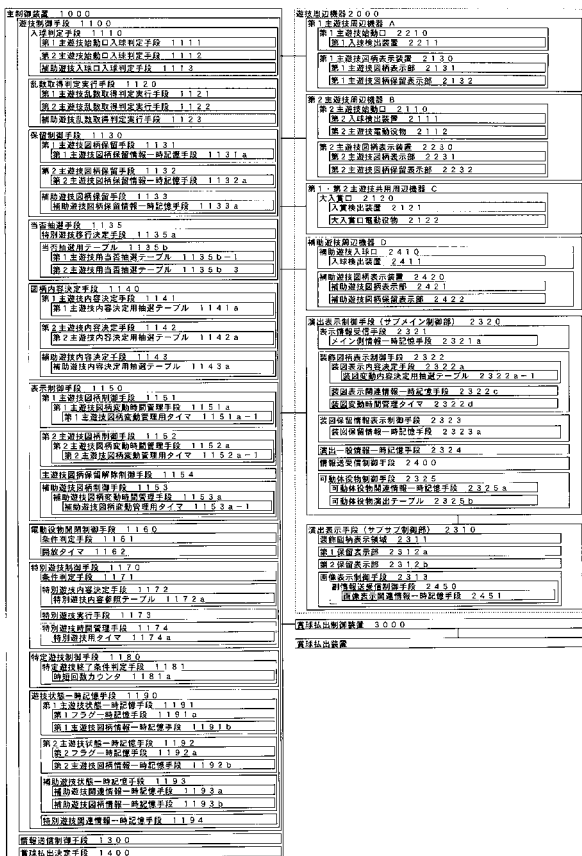 主制御装置 1000
遊技制御手段 1100
入球判定手段 1110
第1主遊技始動口入球判定手段 1111
第2主遊技始動口入球判定手段 1112
補助遊技入球口入球判定手段 1113
乱数取得判定実行手段 1120
第1主遊技乱数取得判定実行手段 1121
第2主遊技乱数取得判定実行手段 1122
補助遊技乱数取得判定実行手段 1123
保留制御手段 1130
第1主遊技図柄保留手段 1131
第1主遊技図柄保留情報一時記憶手段 1131a
第2主遊技図柄保留手段 1132
第2主遊技図柄保留情報一時記憶手段 1132a
補助遊技図柄保留手段 1133
補助遊技図柄保留情報一時記憶手段 1133a
当否抽選手段 1135
特別遊技移行決定手段 1135a
当否抽選用テーブル 1135b
第1主遊技用当否抽選テーブル 1135b-1
第2主遊技用当否抽選テーブル 1135b-3
図柄内容決定手段 1140
第1主遊技内容決定手段 1141
第1主遊技内容決定用抽選テーブル 1141a
第2主遊技内容決定手段 1142
第2主遊技内容決定用抽選テーブル 1142a
補助遊技内容決定手段 1143
補助遊技内容決定用抽選テーブル 1143a
表示制御手段 1150
第1主遊技図柄制御手段 1151
第1主遊技図柄変動時間管理手段 1151a
第1主遊技図柄変動管理用タイマ 1151a-1
第2主遊技図柄制御手段 1152
第2主遊技図柄変動時間管理手段 1152a
第2主遊技図柄変動管理用タイマ 1152a-1
主遊技図柄保留解除制御手段 1154
補助遊技図柄制御手段 1153
補助遊技図柄変動時間管理手段 1153a
補助遊技図柄変動管理用タイマ 1153a-1
電動役物開閉制御手段 1160
条件判定手段 1161
開放タイマ 1162
特別遊技制御手段 1170
条件判定手段 1171
特別遊技内容決定手段 1172
特別遊技内容参照テーブル 1172a
特別遊技実行手段 1173
特別遊技時間管理手段 1174
特別遊技用タイマ 1174a
特定遊技制御手段 1180
特定遊技終了条件判定手段 1181
時短回数カウンタ 1181a
遊技状態一時記憶手段 1190
第1主遊技状態一時記憶手段 1191
第1フラグ一時記憶手段 1191a
第1主遊技図柄情報一時記憶手段 1191b
第2主遊技状態一時記憶手段 1192
第2フラグ一時記憶手段 1192a
第2主遊技図柄情報一時記憶手段 1192b
補助遊技状態一時記憶手段 1193
補助遊技関連情報一時記憶手段 1193a
補助遊技図柄情報一時記憶手段 1193b
特別遊技関連情報一時記憶手段 1194
情報送信制御手段 1300
賞球払出決定手段 1400
遊技周辺機器 2000
第1主遊技周辺機器 A
第1主遊技始動口 2210
第1入球検出装置 2211
第1主遊技図柄表示装置 2130
第1主遊技図柄表示部 2131
第1主遊技図柄保留表示部 2132
第2主遊技周辺機器 B
第2主遊技始動口 2110
第2入球検出装置 2111
第2主遊技電動役物 2112
第2主遊技図柄表示装置 2230
第2主遊技図柄表示部 2231
第2主遊技図柄保留表示部 2232
第1・第2主遊技共用周辺機器 C
大入賞口 2120
入賞検出装置 2121
大入賞口電動役物 2122
補助遊技周辺機器 D
補助遊技入球口 2410
入球検出装置 2411
補助遊技図柄表示装置 2420
補助遊技図柄表示部 2421
補助遊技図柄保留表示部 2422
演出表示制御手段(サブメイン制御部) 2320
表示情報受信手段 2321
メイン側情報一時記憶手段 2321a
装飾図柄表示制御手段 2322
装図表示内容決定手段 2322a
装図変動内容決定用抽選テーブル 2322a-1
装図表示関連情報一時記憶手段 2322c
装図変動時間管理タイマ 2322d
装図保留情報表示制御手段 2323
装図保留情報一時記憶手段 2323a
演出一般情報一時記憶手段 2324
情報送受信制御手段 2400
可動体役物制御手段 2325
可動体役物関連情報一時記憶手段 2325a
可動体役物演出テーブル 2325b
演出表示手段(サブサブ制御部) 2310
装飾図柄表示領域 2311
第1保留表示部 2312a
第2保留表示部 2312b
画像表示制御手段 2313
副情報送受信制御手段 2450
画像表示関連情報一時記憶手段 2451
賞球払出制御装置 3000
賞球払出装置